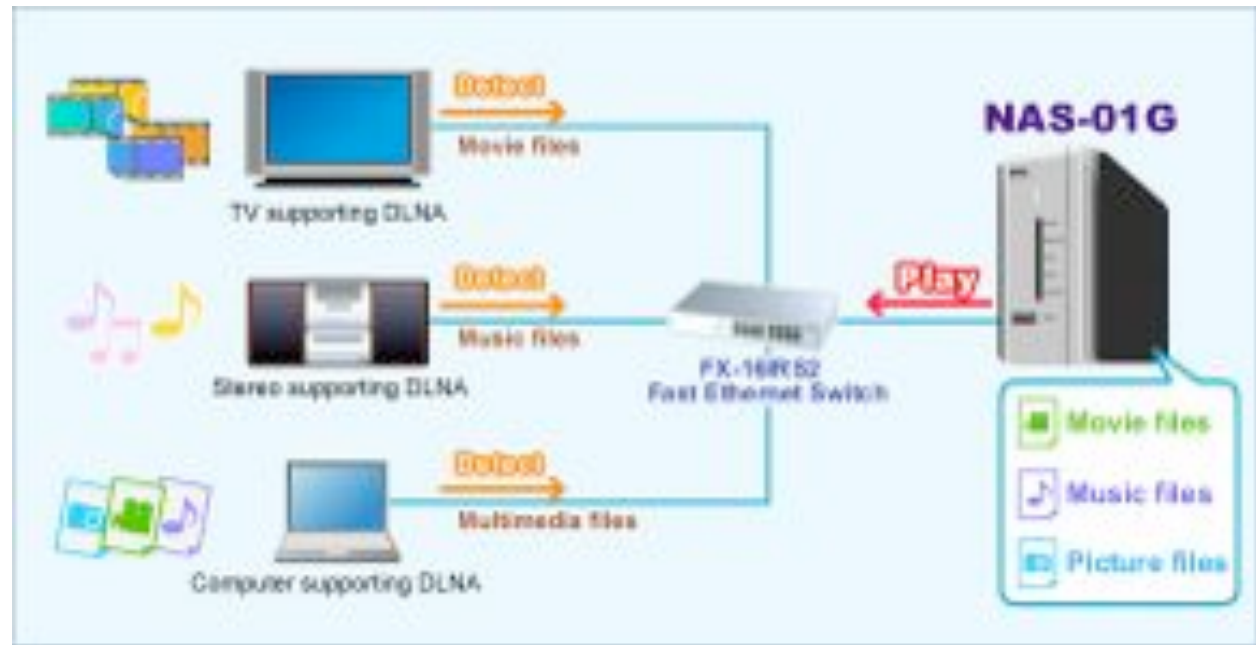 Detect
Movie files
TV supporting DLNA
NAS-01G
Detect
Music files
Stereo supporting DLNA
Play
Fast Ethernet Switch
Movie files
Music files
Picture files
Detect
Multimedia files
Computer supporting DLNA